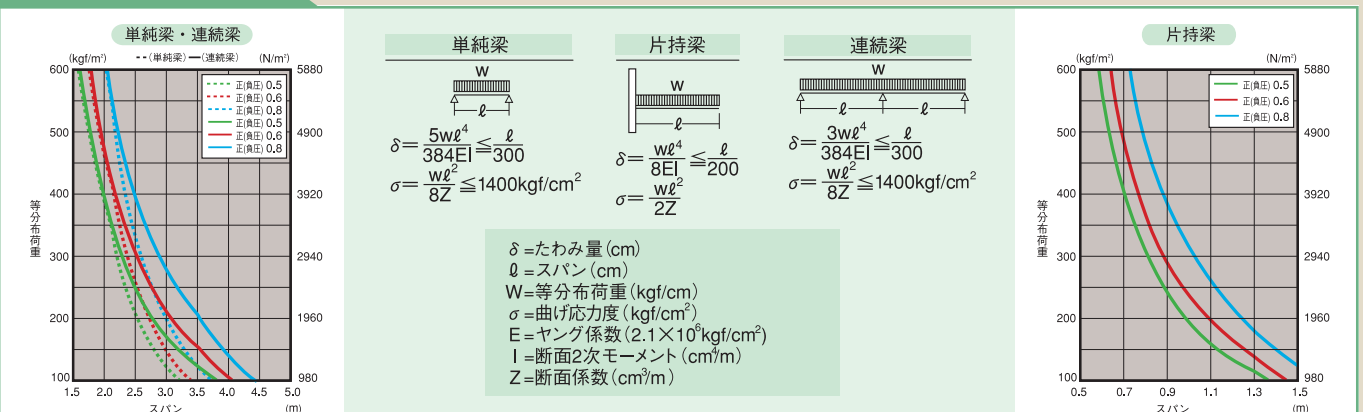 単純梁・連続梁
(kgf/m²) --(単純梁) —(連続梁) (N/m²)
正(負圧) 0.5
正(負圧) 0.6
正(負圧) 0.8
正(負圧) 0.5
正(負圧) 0.6
正(負圧) 0.8
600 5880
500 4900
400 3920
300 2940
200 1960
100 980
等分布荷重
1.5 2.0 2.5 3.0 3.5 4.0 4.5 5.0
スパン (m)
単純梁
W
ℓ
δ=5wℓ⁴/384EI≦ℓ/300
σ=wℓ²/8Z≦1400kgf/cm²
片持梁
W
ℓ
δ=wℓ⁴/8EI≦ℓ/200
σ=wℓ²/2Z
連続梁
W
ℓ ℓ
δ=3wℓ⁴/384EI≦ℓ/300
σ=wℓ²/8Z≦1400kgf/cm²
δ=たわみ量(cm)
ℓ=スパン(cm)
W=等分布荷重(kgf/cm)
σ=曲げ応力度(kgf/cm²)
E=ヤング係数(2.1×10⁶kgf/cm²)
I=断面2次モーメント(cm⁴/m)
Z=断面係数(cm³/m)
片持梁
(kgf/m²) (N/m²)
正(負圧) 0.5
正(負圧) 0.6
正(負圧) 0.8
600 5880
500 4900
400 3920
300 2940
200 1960
100 980
等分布荷重
0.5 0.7 0.9 1.1 1.3 1.5
スパン (m)